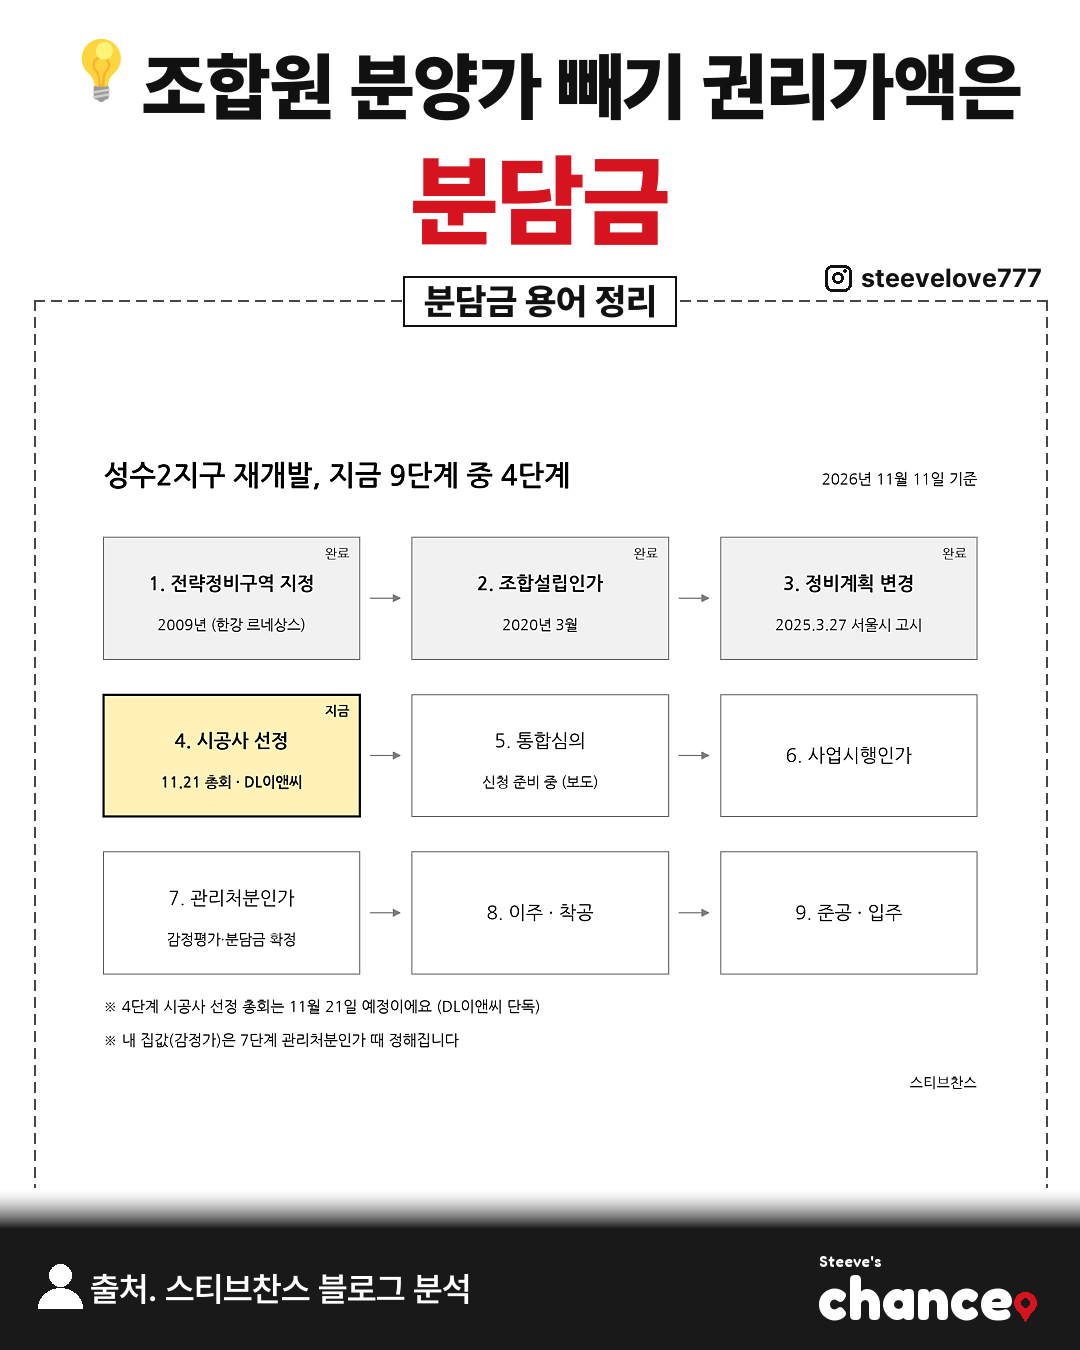 조합원 분양가 빼기 권리가액은
분담금
steevelove777
분담금 용어 정리
성수2지구 재개발, 지금 9단계 중 4단계
2026년 11월 11일 기준
완료
1. 전략정비구역 지정
2009년 (한강 르네상스)
완료
2. 조합설립인가
2020년 3월
완료
3. 정비계획 변경
2025.3.27 서울시 고시
지금
4. 시공사 선정
11.21 총회 · DL이앤씨
5. 통합심의
신청 준비 중 (보도)
6. 사업시행인가
7. 관리처분인가
감정평가·분담금 확정
8. 이주 · 착공
9. 준공 · 입주
※ 4단계 시공사 선정 총회는 11월 21일 예정이에요 (DL이앤씨 단독)
※ 내 집값(감정가)은 7단계 관리처분인가 때 정해집니다
스티브찬스
출처. 스티브찬스 블로그 분석
Steeve's
chance